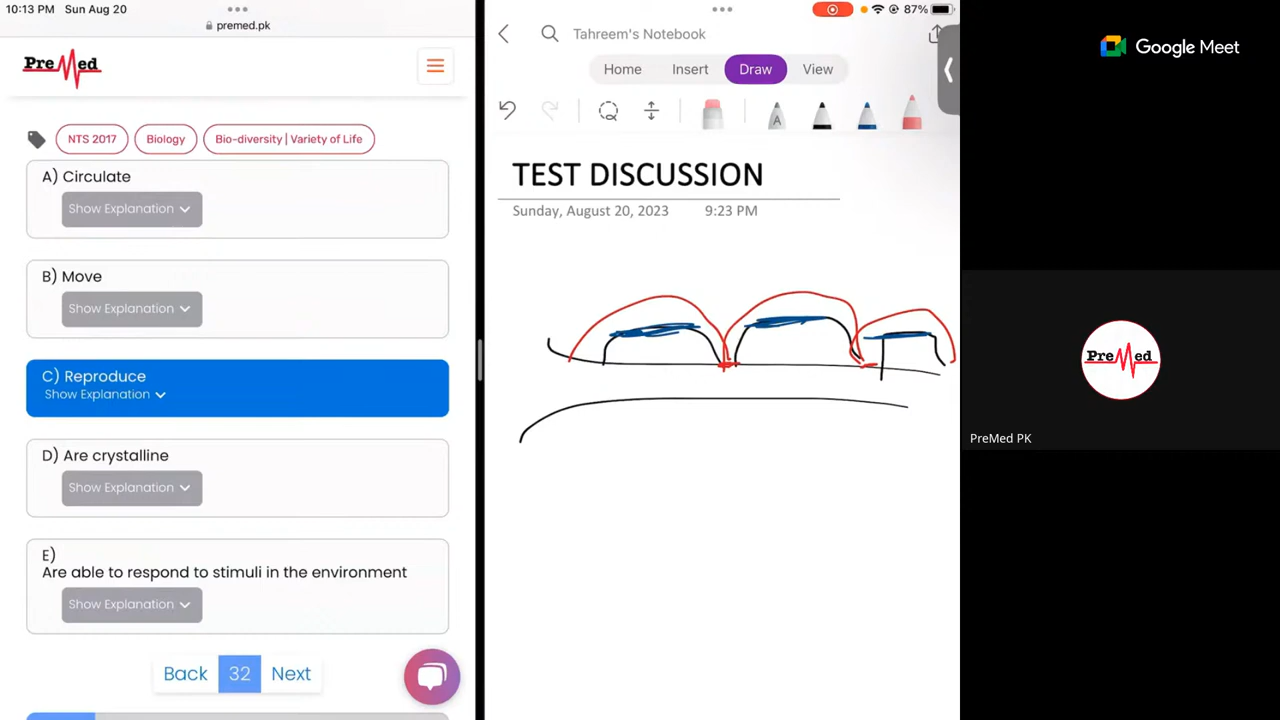 10:13 PM Sun Aug 20
premed.pk
PreMed
NTS 2017
Biology
Bio-diversity | Variety of Life
A) Circulate
Show Explanation
B) Move
Show Explanation
C) Reproduce
Show Explanation
D) Are crystalline
Show Explanation
E)
Are able to respond to stimuli in the environment
Show Explanation
Back 32 Next
87%
Tahreem's Notebook
Home Insert Draw View
A
TEST DISCUSSION
Sunday, August 20, 2023 9:23 PM
Google Meet
PreMed
PreMed PK